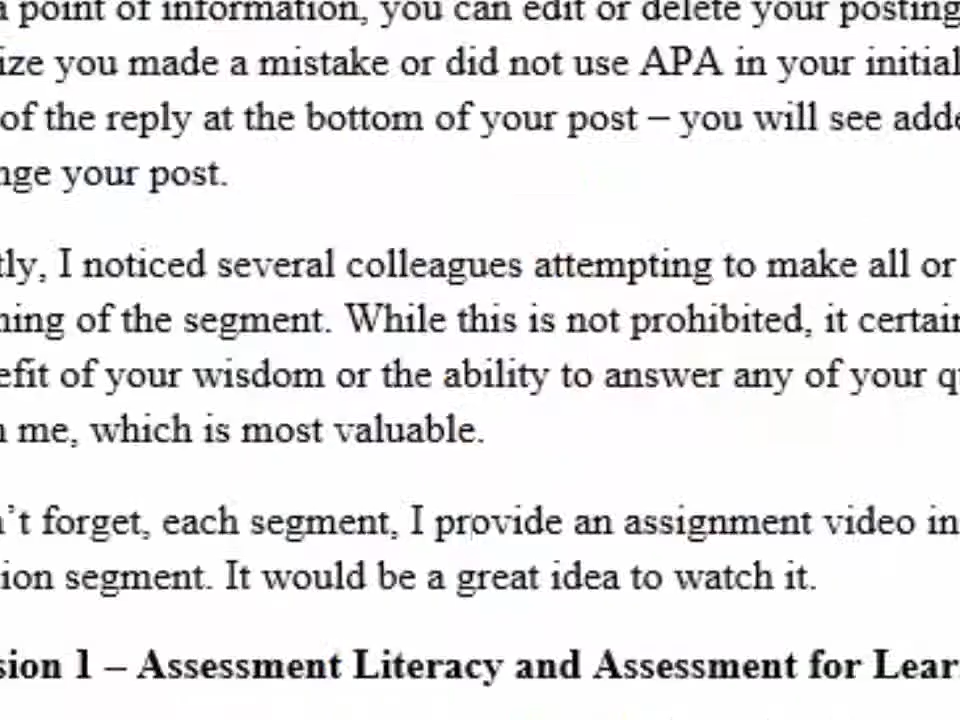 a point of information, you can edit or delete your posting
ize you made a mistake or did not use APA in your initial
of the reply at the bottom of your post – you will see adde
nge your post.
tly, I noticed several colleagues attempting to make all or
ning of the segment. While this is not prohibited, it certain
efit of your wisdom or the ability to answer any of your q
me, which is most valuable.
n't forget, each segment, I provide an assignment video in
ion segment. It would be a great idea to watch it.
sion 1 – Assessment Literacy and Assessment for Lear